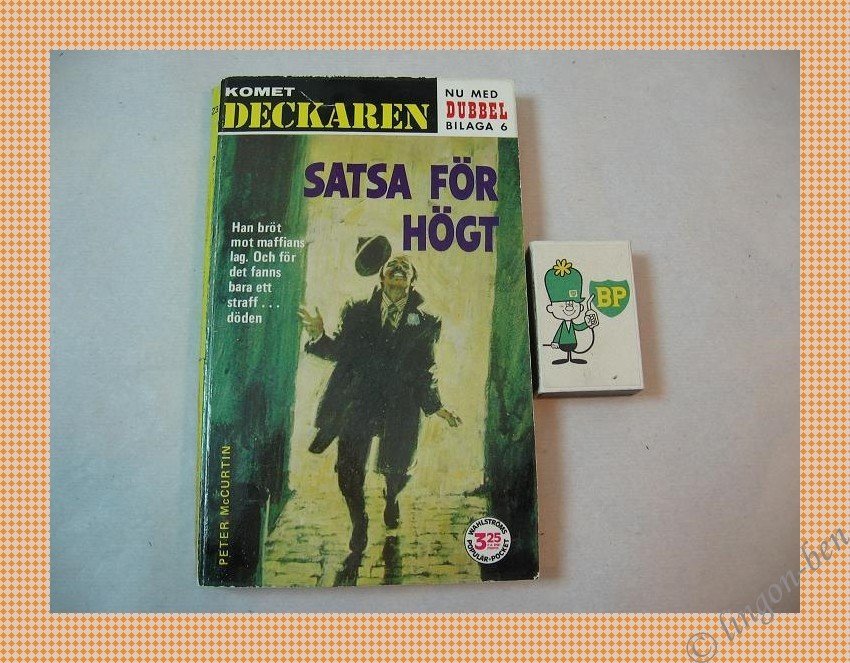 KOMET
DECKAREN
NU MED
DUBBEL
BILAGA 6
SATSA FÖR
HÖGT
Han bröt
mot maffians
lag. Och för
det fanns
bara ett
straff . . .
döden
BP
PETER McCURTIN
WAHLSTRÖMS
3.25
POPULÄR-POCKET
© lingon-ben